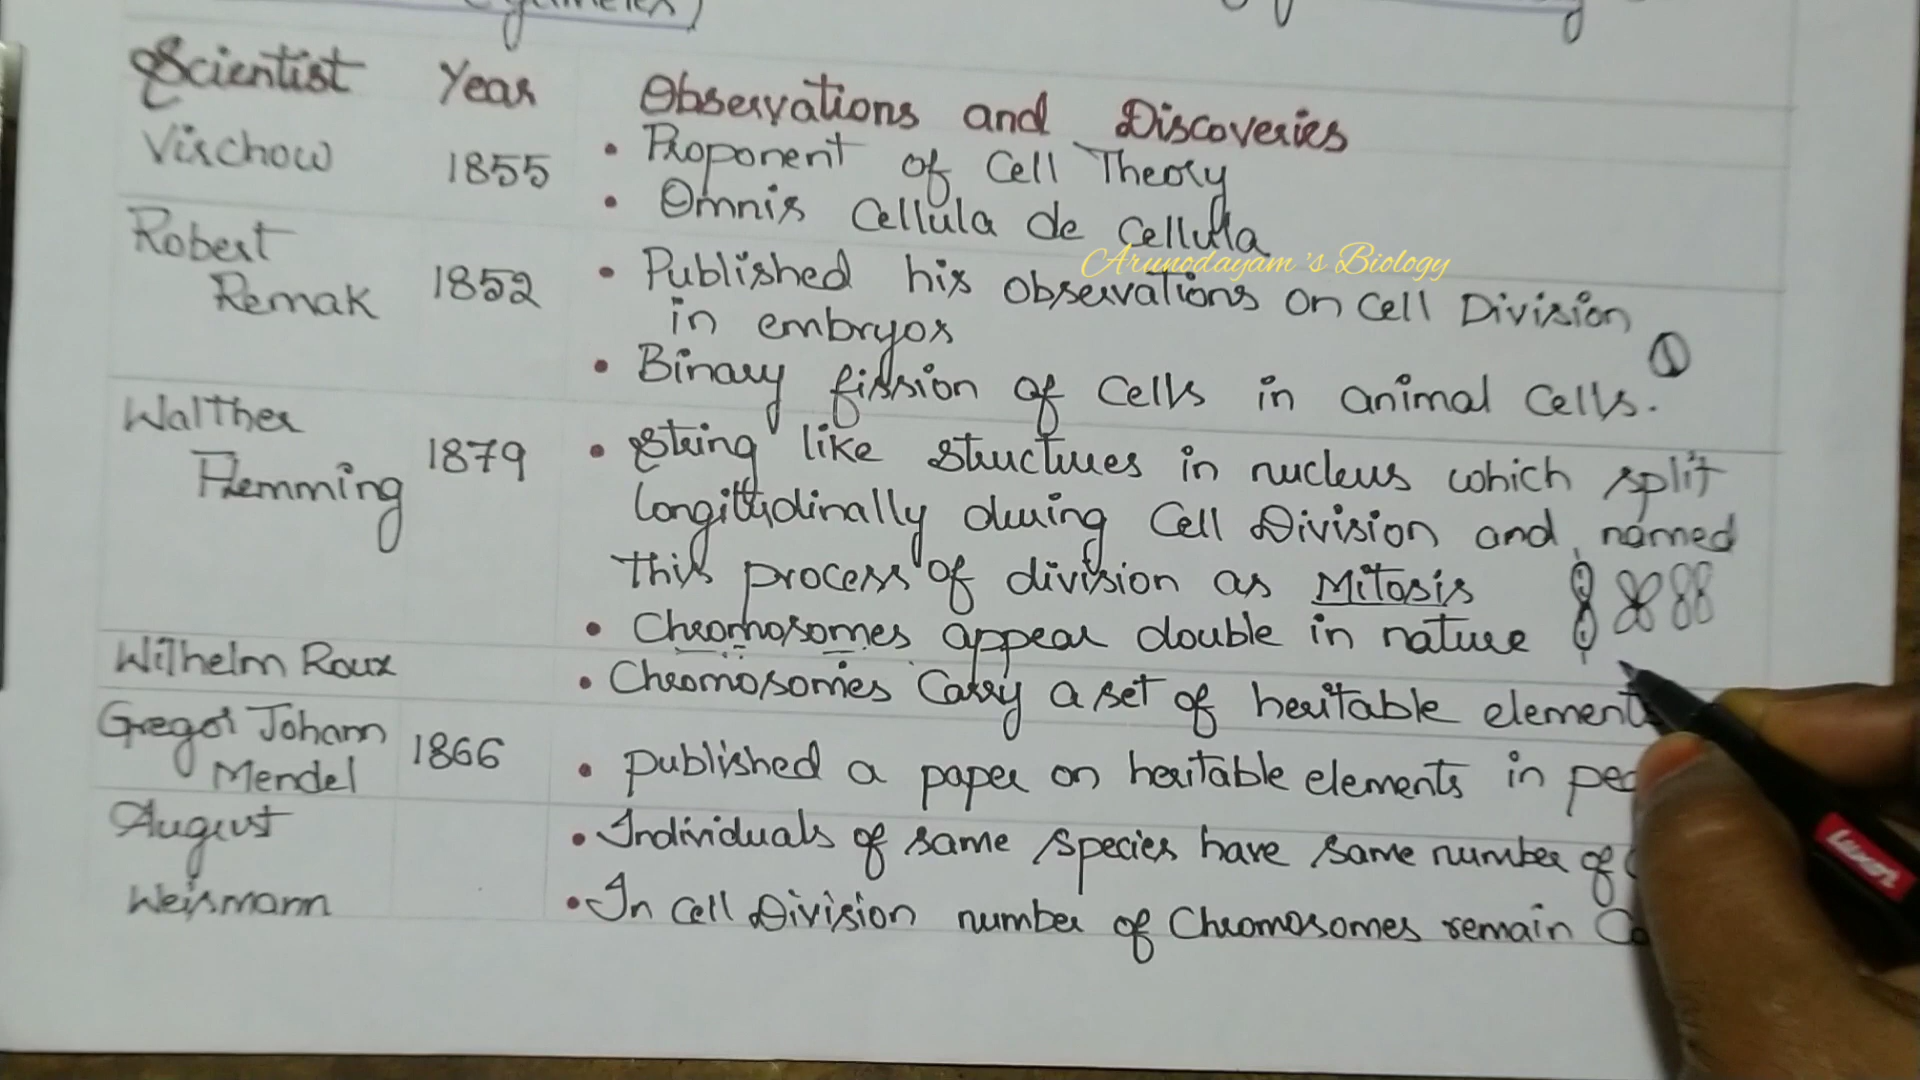 Scientist Year Observations and Discoveries
Virchow 1855 • Proponent of Cell Theory
• Omnis Cellula de Cellula
Arunodayam's Biology
Robert
Remak 1852 • Published his observations on Cell Division
in embryos
• Binary fission of Cells in animal Cells.
Walther
Flemming 1879 • String like structures in nucleus which split
longitudinally during Cell Division and named
this process of division as Mitosis
• Chromosomes appear double in nature
Wilhelm Roux • Chromosomes Carry a set of heritable element
Gregor Johann
Mendel 1866 • published a paper on heritable elements in
August
Weismann • Individuals of same species have same number of
• In Cell Division number of Chromosomes remain
Luxor